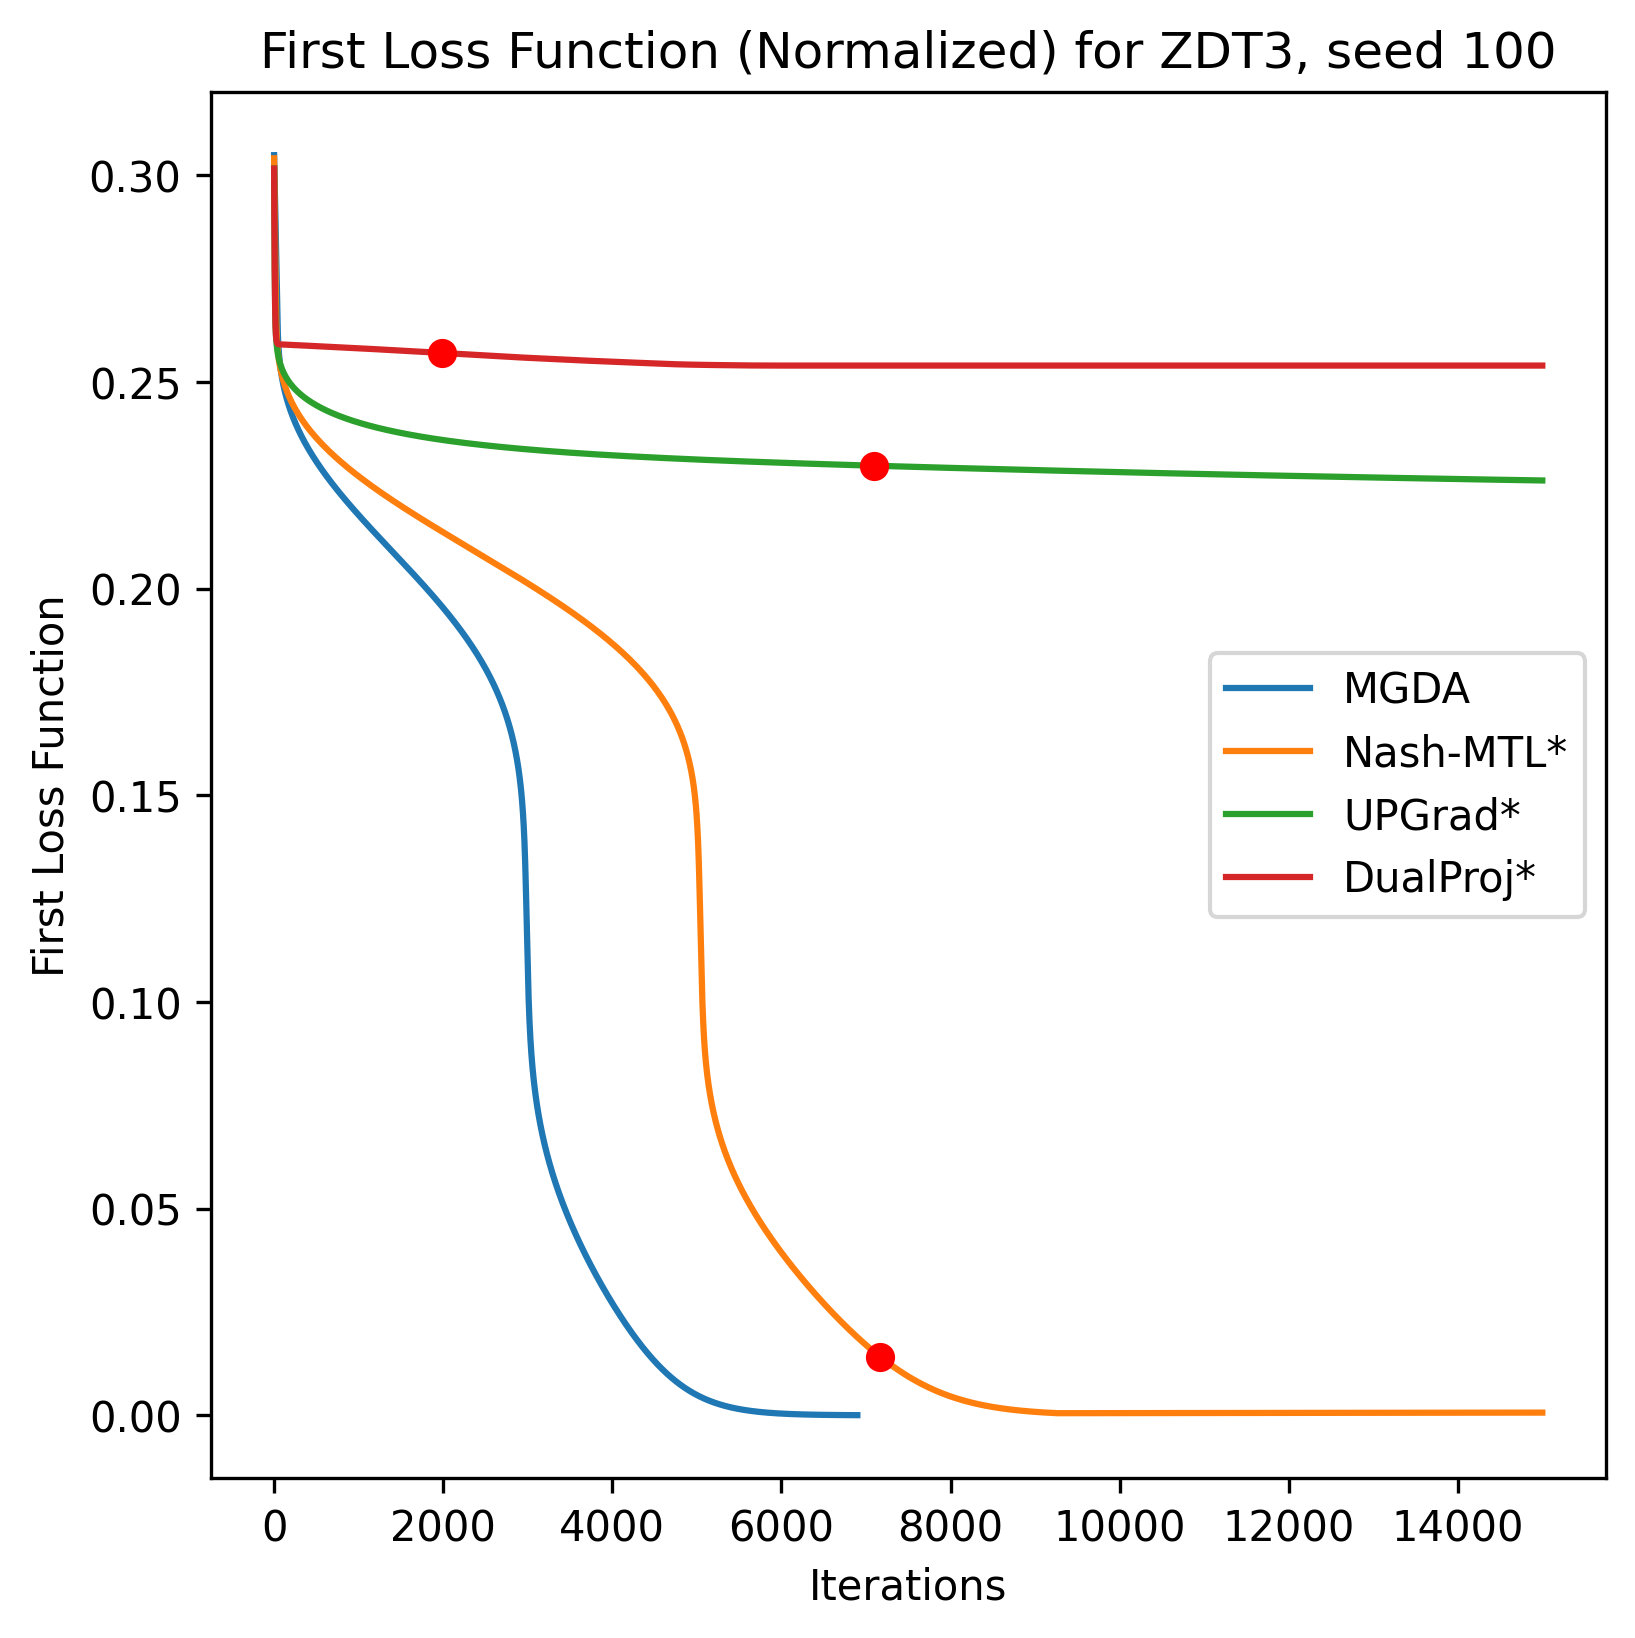 First Loss Function (Normalized) for ZDT3, seed 100
First Loss Function
0.30
0.25
0.20
0.15
0.10
0.05
0.00
MGDA
Nash-MTL*
UPGrad*
DualProj*
0 2000 4000 6000 8000 10000 12000 14000
Iterations